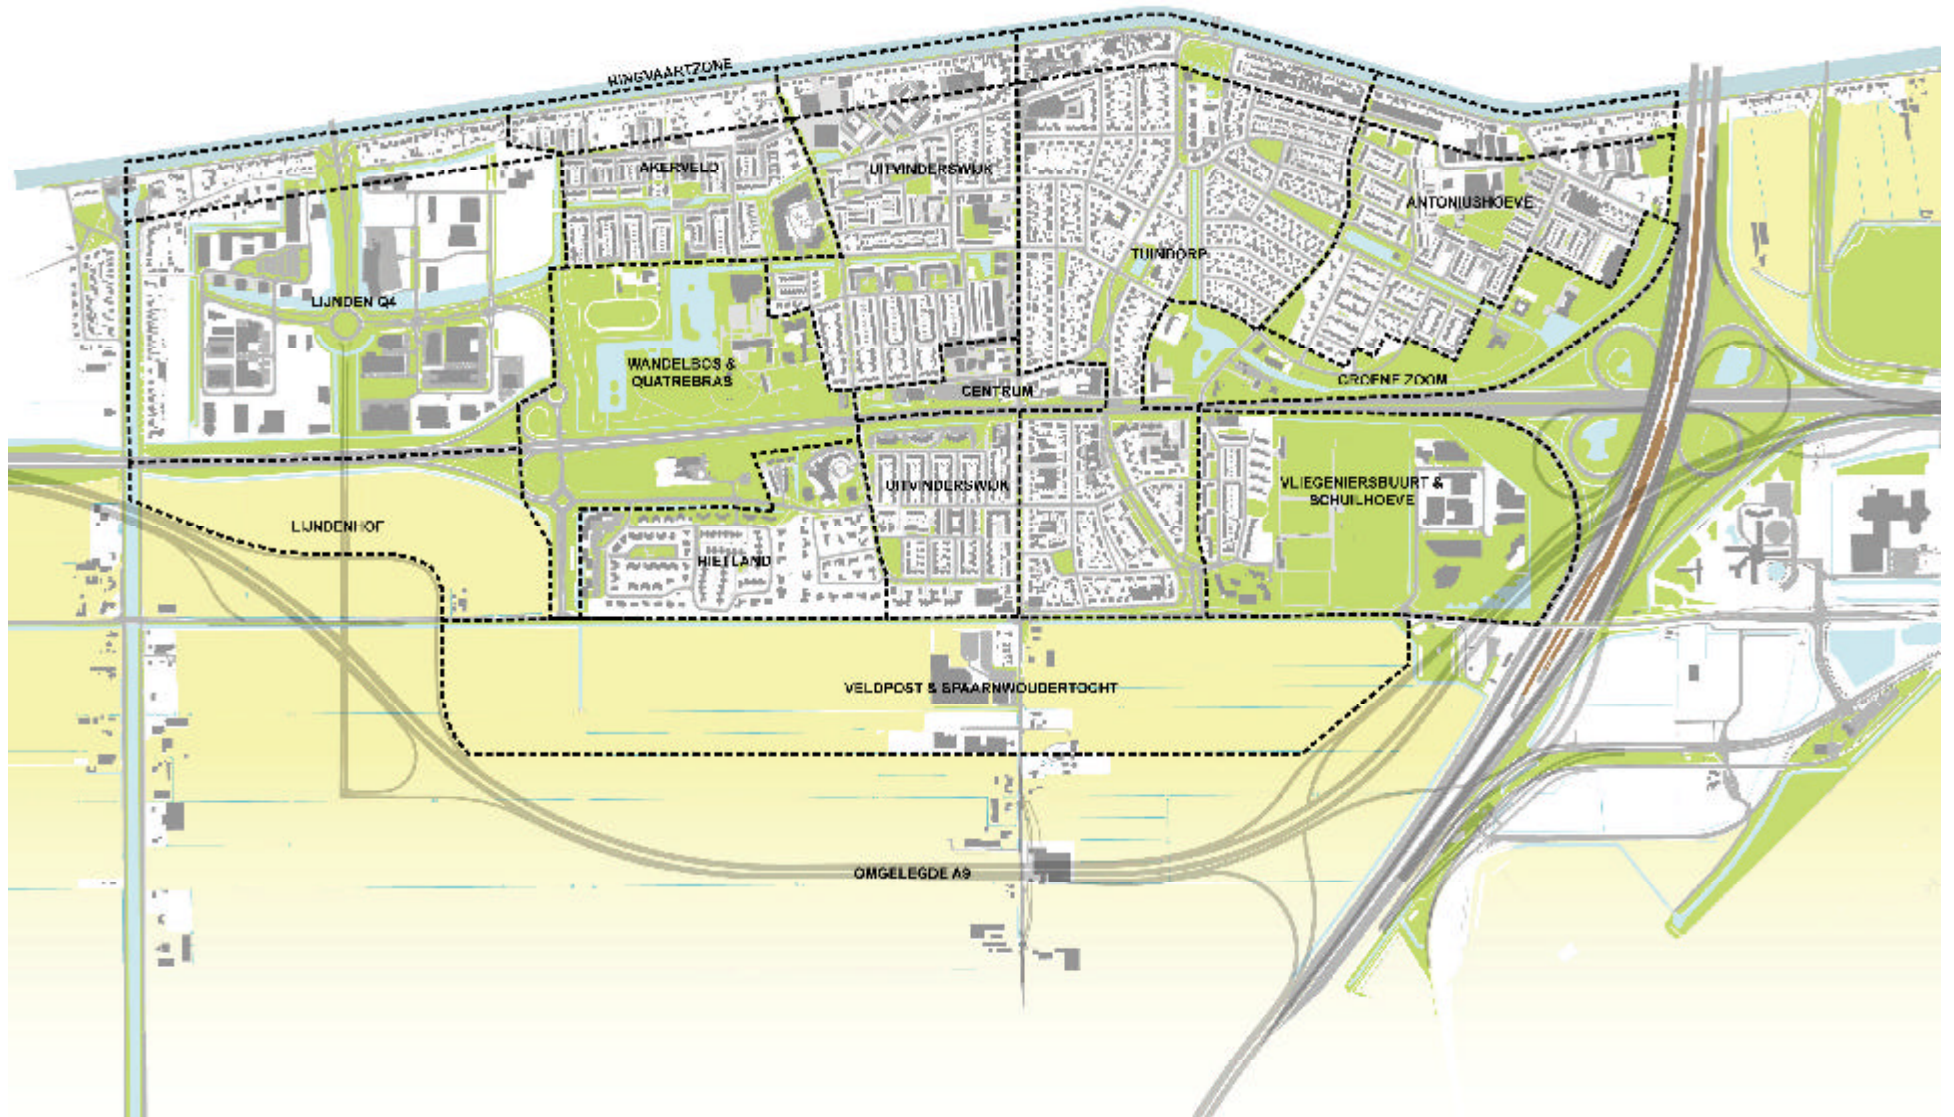 RINGVAARTZONE
AKERVELD
UITVINDERSWIJK
ANTONIUSHOEVE
TUINDORP
LIJNDEN Q4
WANDELBOS &
QUATREBRAS
GROENE ZOOM
CENTRUM
UITVINDERSWIJK
VLIEGENIERSBUURT &
SCHUILHOEVE
LIJNDENHOF
RIETLAND
VELDPOST & SPAARNWOUDERTOCHT
OMGELEGDE A9